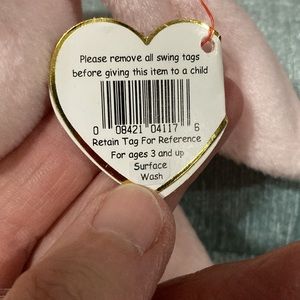 Please remove all swing tags
before giving this item to a child
0 08421 04117 6
Retain Tag For Reference
For ages 3 and up
Surface
Wash